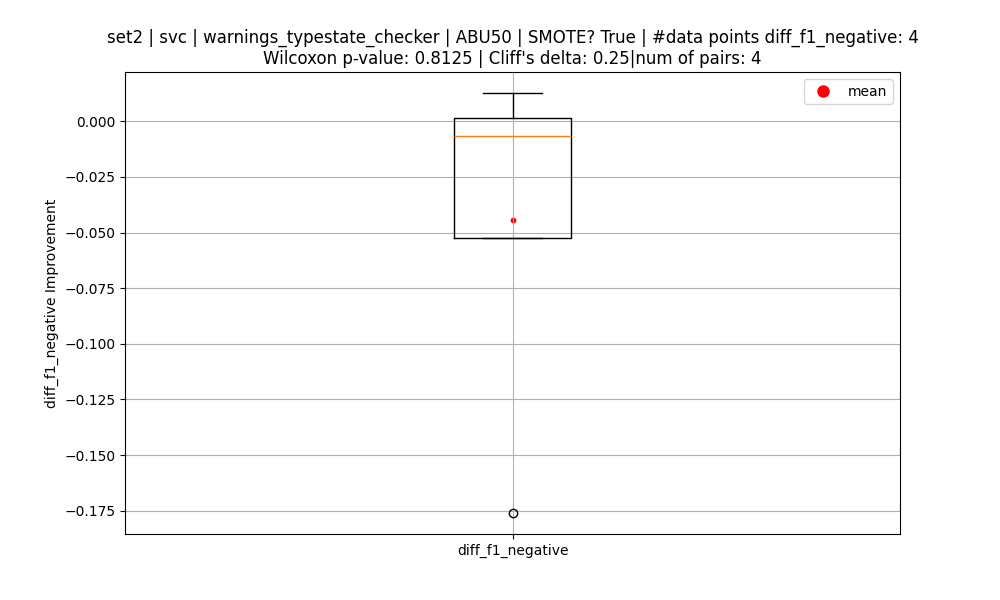 set2 | svc | warnings_typestate_checker | ABU50 | SMOTE? True | #data points diff_f1_negative: 4
Wilcoxon p-value: 0.8125 | Cliff's delta: 0.25|num of pairs: 4
mean
0.000
−0.025
−0.050
−0.075
−0.100
−0.125
−0.150
−0.175
diff_f1_negative Improvement
diff_f1_negative